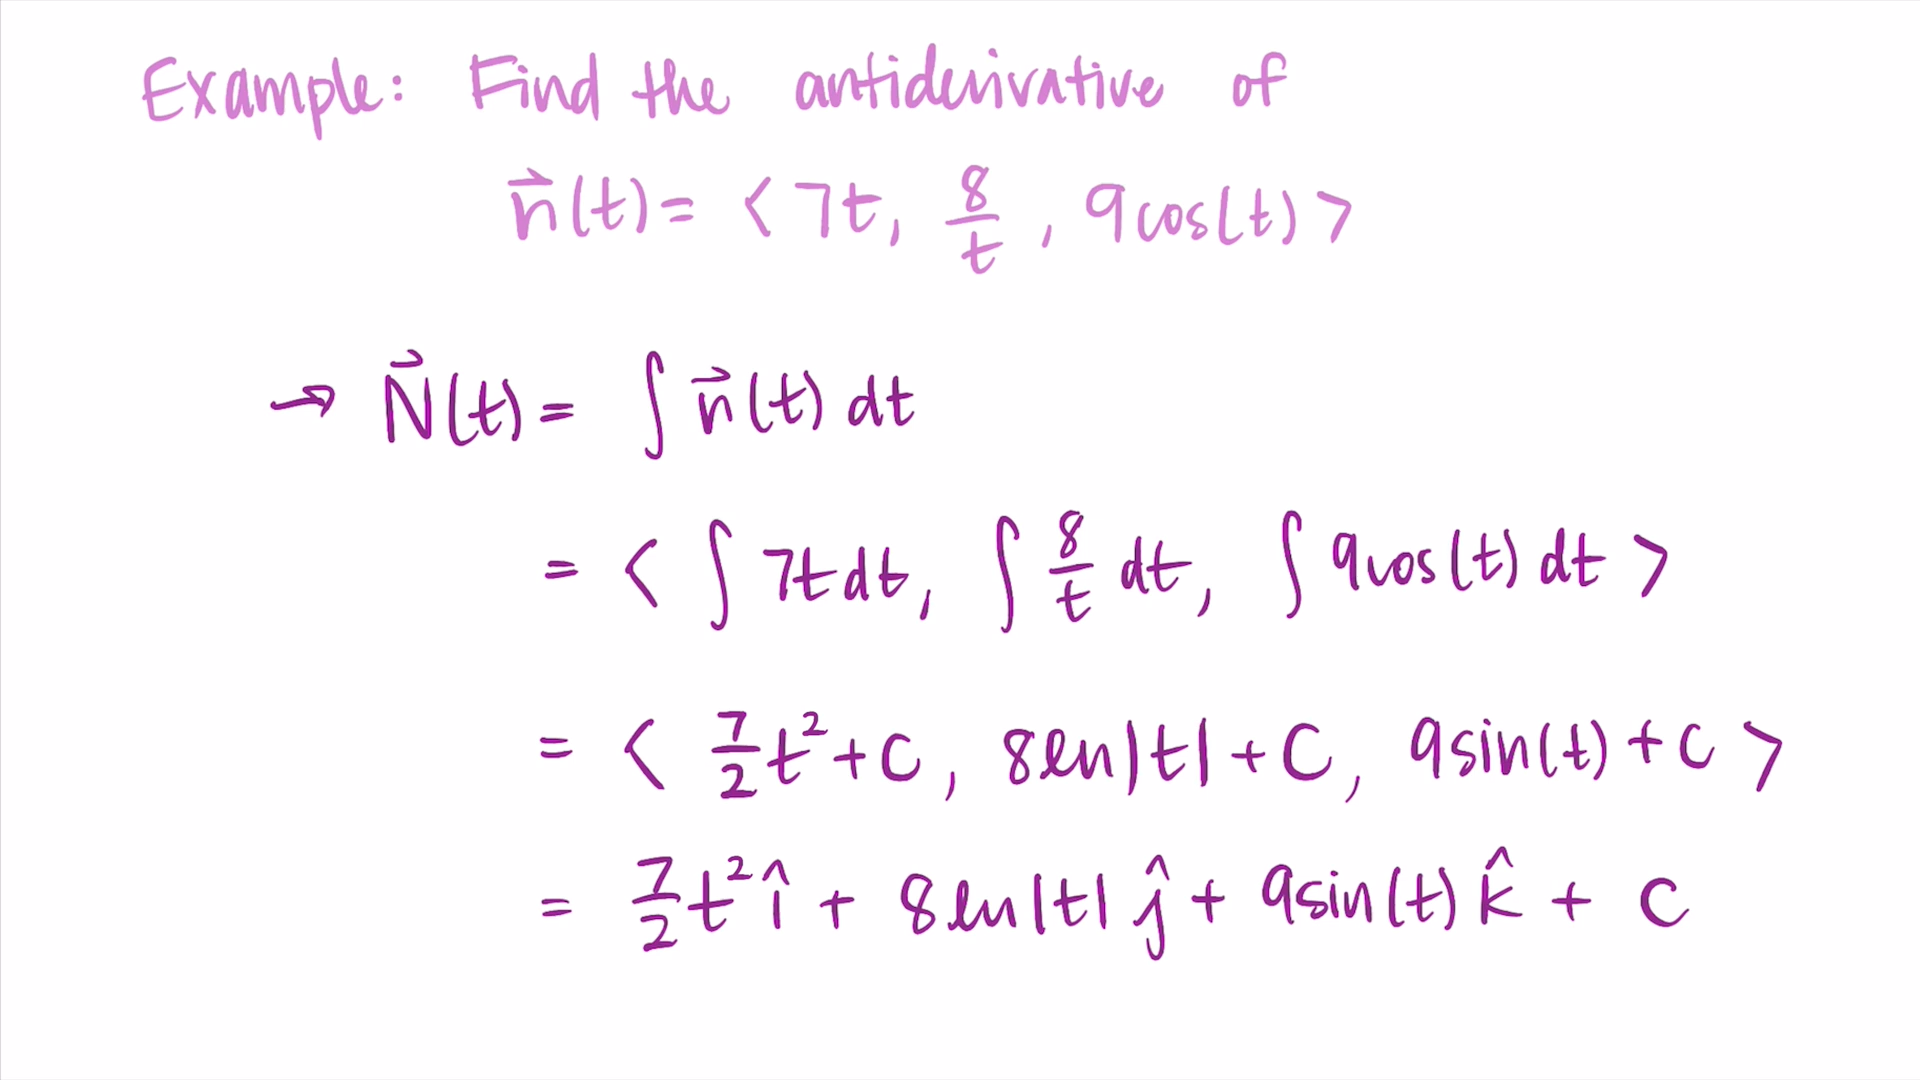 Example: Find the antiderivative of
n⃗(t) = < 7t, 8/t, 9cos(t) >
→ N⃗(t) = ∫ n⃗(t) dt
= < ∫ 7t dt, ∫ 8/t dt, ∫ 9cos(t) dt >
= < 7/2 t² + C, 8ln|t| + C, 9sin(t) + C >
= 7/2 t² î + 8ln|t| ĵ + 9sin(t) k̂ + C